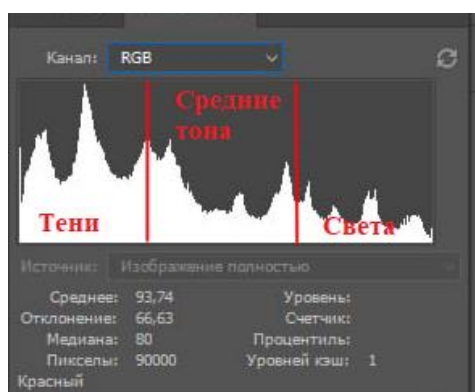 Канал: RGB
Средние
тона
Тени
Света
Источник: Изображение полностью
Среднее: 93,74 Уровень:
Отклонение: 66,63 Счетчик:
Медиана: 80 Процентиль:
Пикселы: 90000 Уровней кэш: 1
Красный